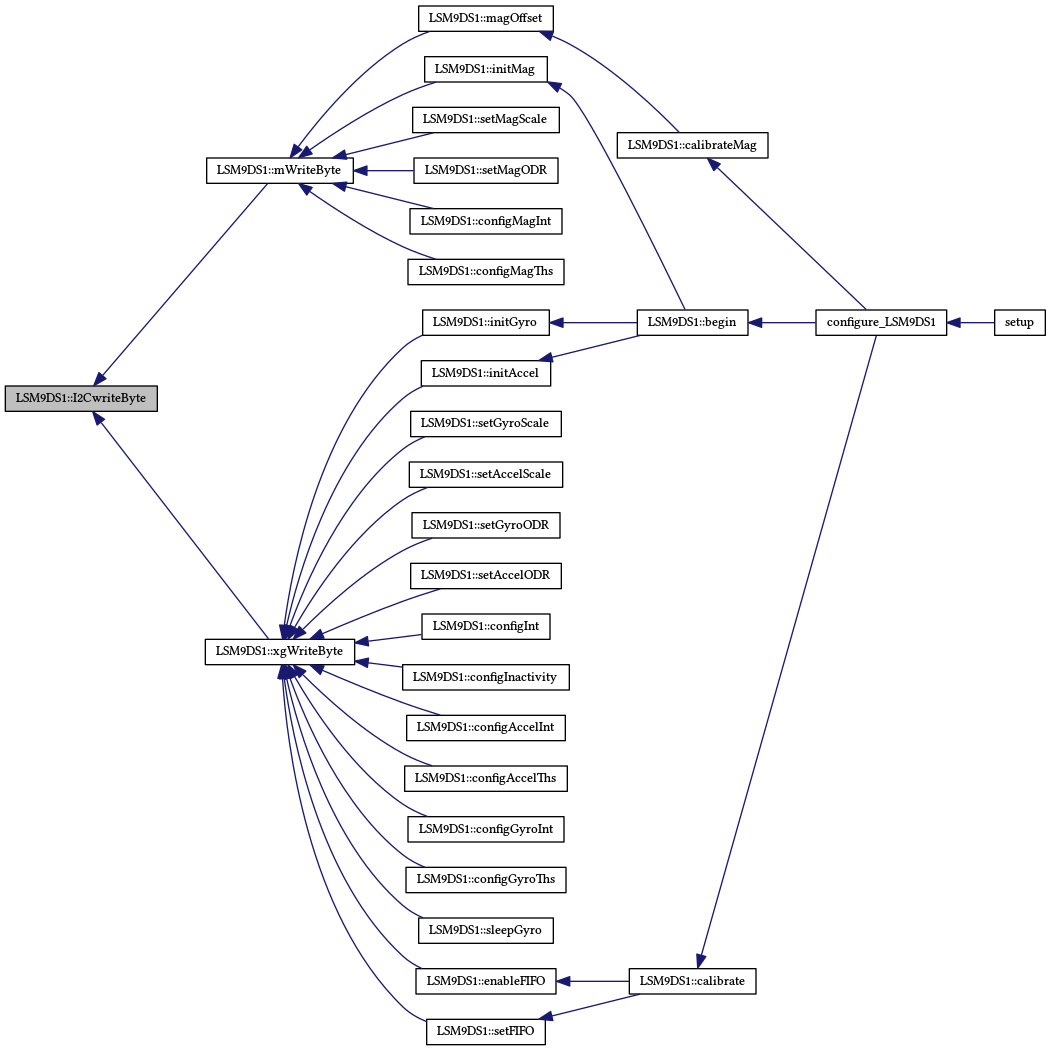 LSM9DS1::magOffset
LSM9DS1::initMag
LSM9DS1::setMagScale
LSM9DS1::calibrateMag
LSM9DS1::mWriteByte
LSM9DS1::setMagODR
LSM9DS1::configMagInt
LSM9DS1::configMagThs
LSM9DS1::initGyro
LSM9DS1::begin
configure_LSM9DS1
setup
LSM9DS1::initAccel
LSM9DS1::I2CwriteByte
LSM9DS1::setGyroScale
LSM9DS1::setAccelScale
LSM9DS1::setGyroODR
LSM9DS1::setAccelODR
LSM9DS1::configInt
LSM9DS1::xgWriteByte
LSM9DS1::configInactivity
LSM9DS1::configAccelInt
LSM9DS1::configAccelThs
LSM9DS1::configGyroInt
LSM9DS1::configGyroThs
LSM9DS1::sleepGyro
LSM9DS1::enableFIFO
LSM9DS1::calibrate
LSM9DS1::setFIFO